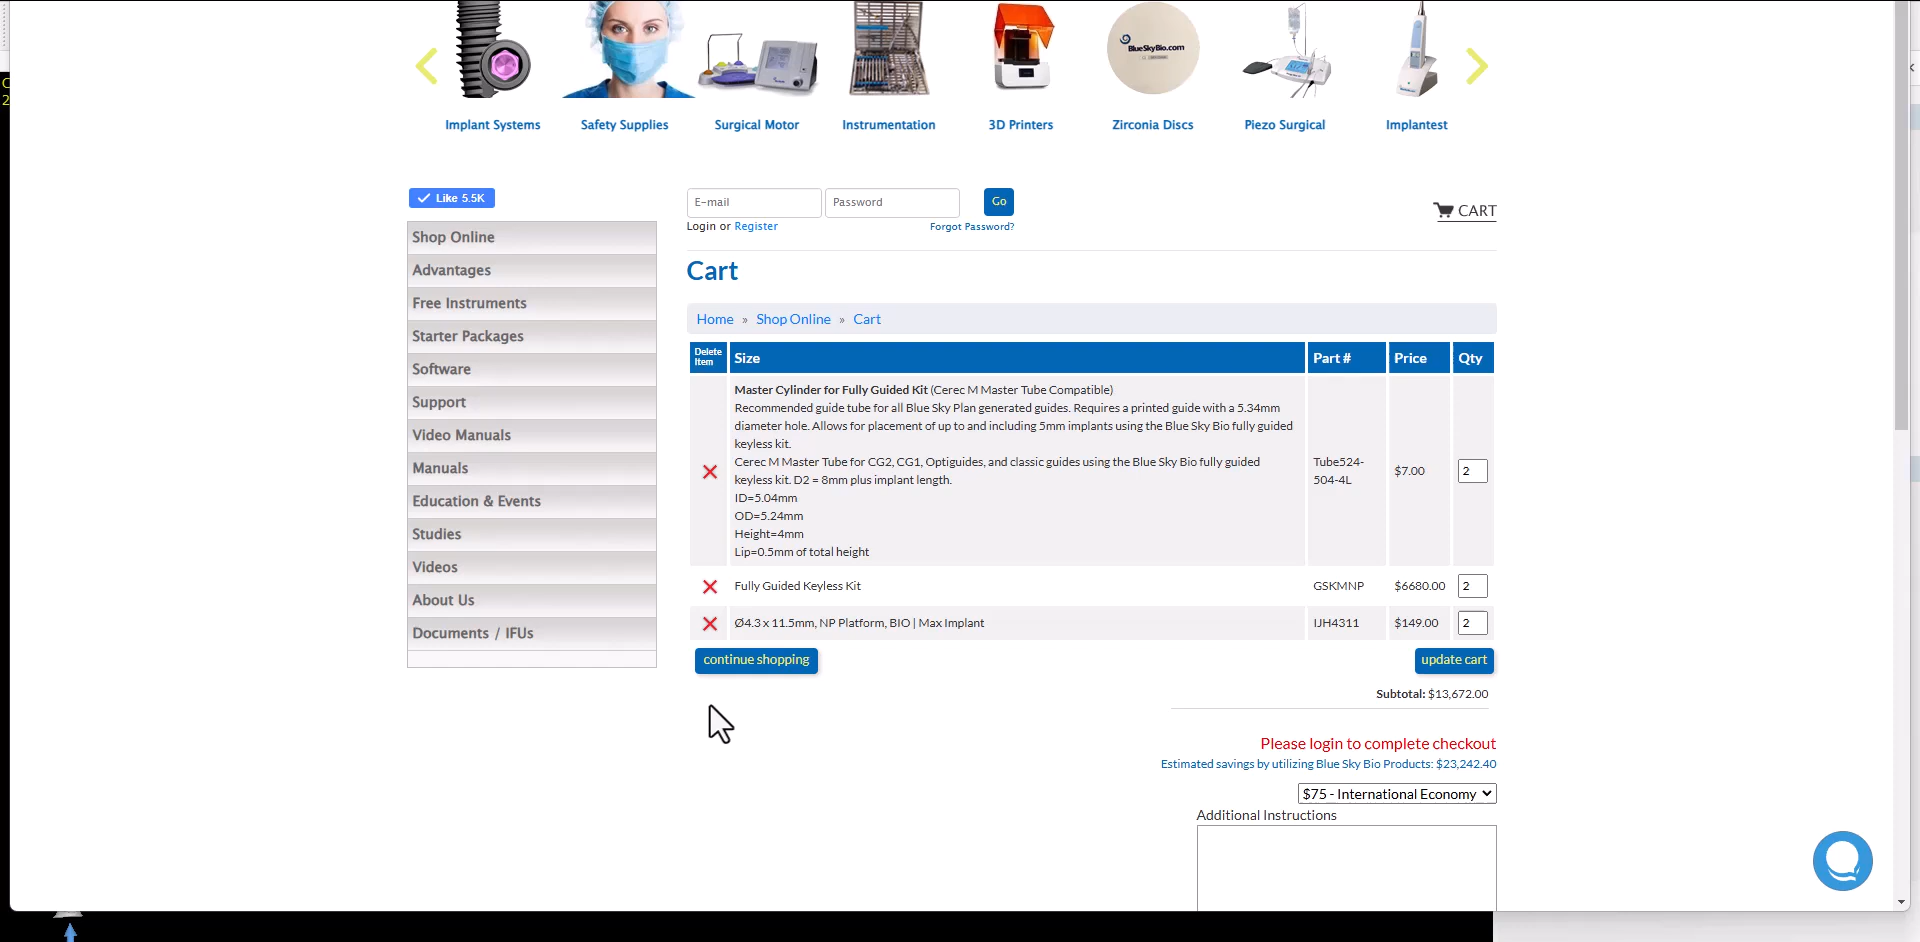 BlueSkyBio.com
Implant Systems
Safety Supplies
Surgical Motor
Instrumentation
3D Printers
Zirconia Discs
Piezo Surgical
Implantest
Like 5.5K
E-mail
Password
Go
CART
Login or Register
Forgot Password?
Shop Online
Advantages
Free Instruments
Starter Packages
Software
Support
Video Manuals
Manuals
Education & Events
Studies
Videos
About Us
Documents / IFUs
Cart
Home » Shop Online » Cart
Delete Item
Size
Part #
Price
Qty
Master Cylinder for Fully Guided Kit (Cerec M Master Tube Compatible)
Recommended guide tube for all Blue Sky Plan generated guides. Requires a printed guide with a 5.34mm
diameter hole. Allows for placement of up to and including 5mm implants using the Blue Sky Bio fully guided
keyless kit.
Cerec M Master Tube for CG2, CG1, Optiguides, and classic guides using the Blue Sky Bio fully guided
keyless kit. D2 = 8mm plus implant length.
ID=5.04mm
OD=5.24mm
Height=4mm
Lip=0.5mm of total height
Tube524-
504-4L
$7.00
2
Fully Guided Keyless Kit
GSKMNP
$6680.00
2
Ø4.3 x 11.5mm, NP Platform, BIO | Max Implant
IJH4311
$149.00
2
continue shopping
update cart
Subtotal: $13,672.00
Please login to complete checkout
Estimated savings by utilizing Blue Sky Bio Products: $23,242.40
$75 - International Economy
Additional Instructions